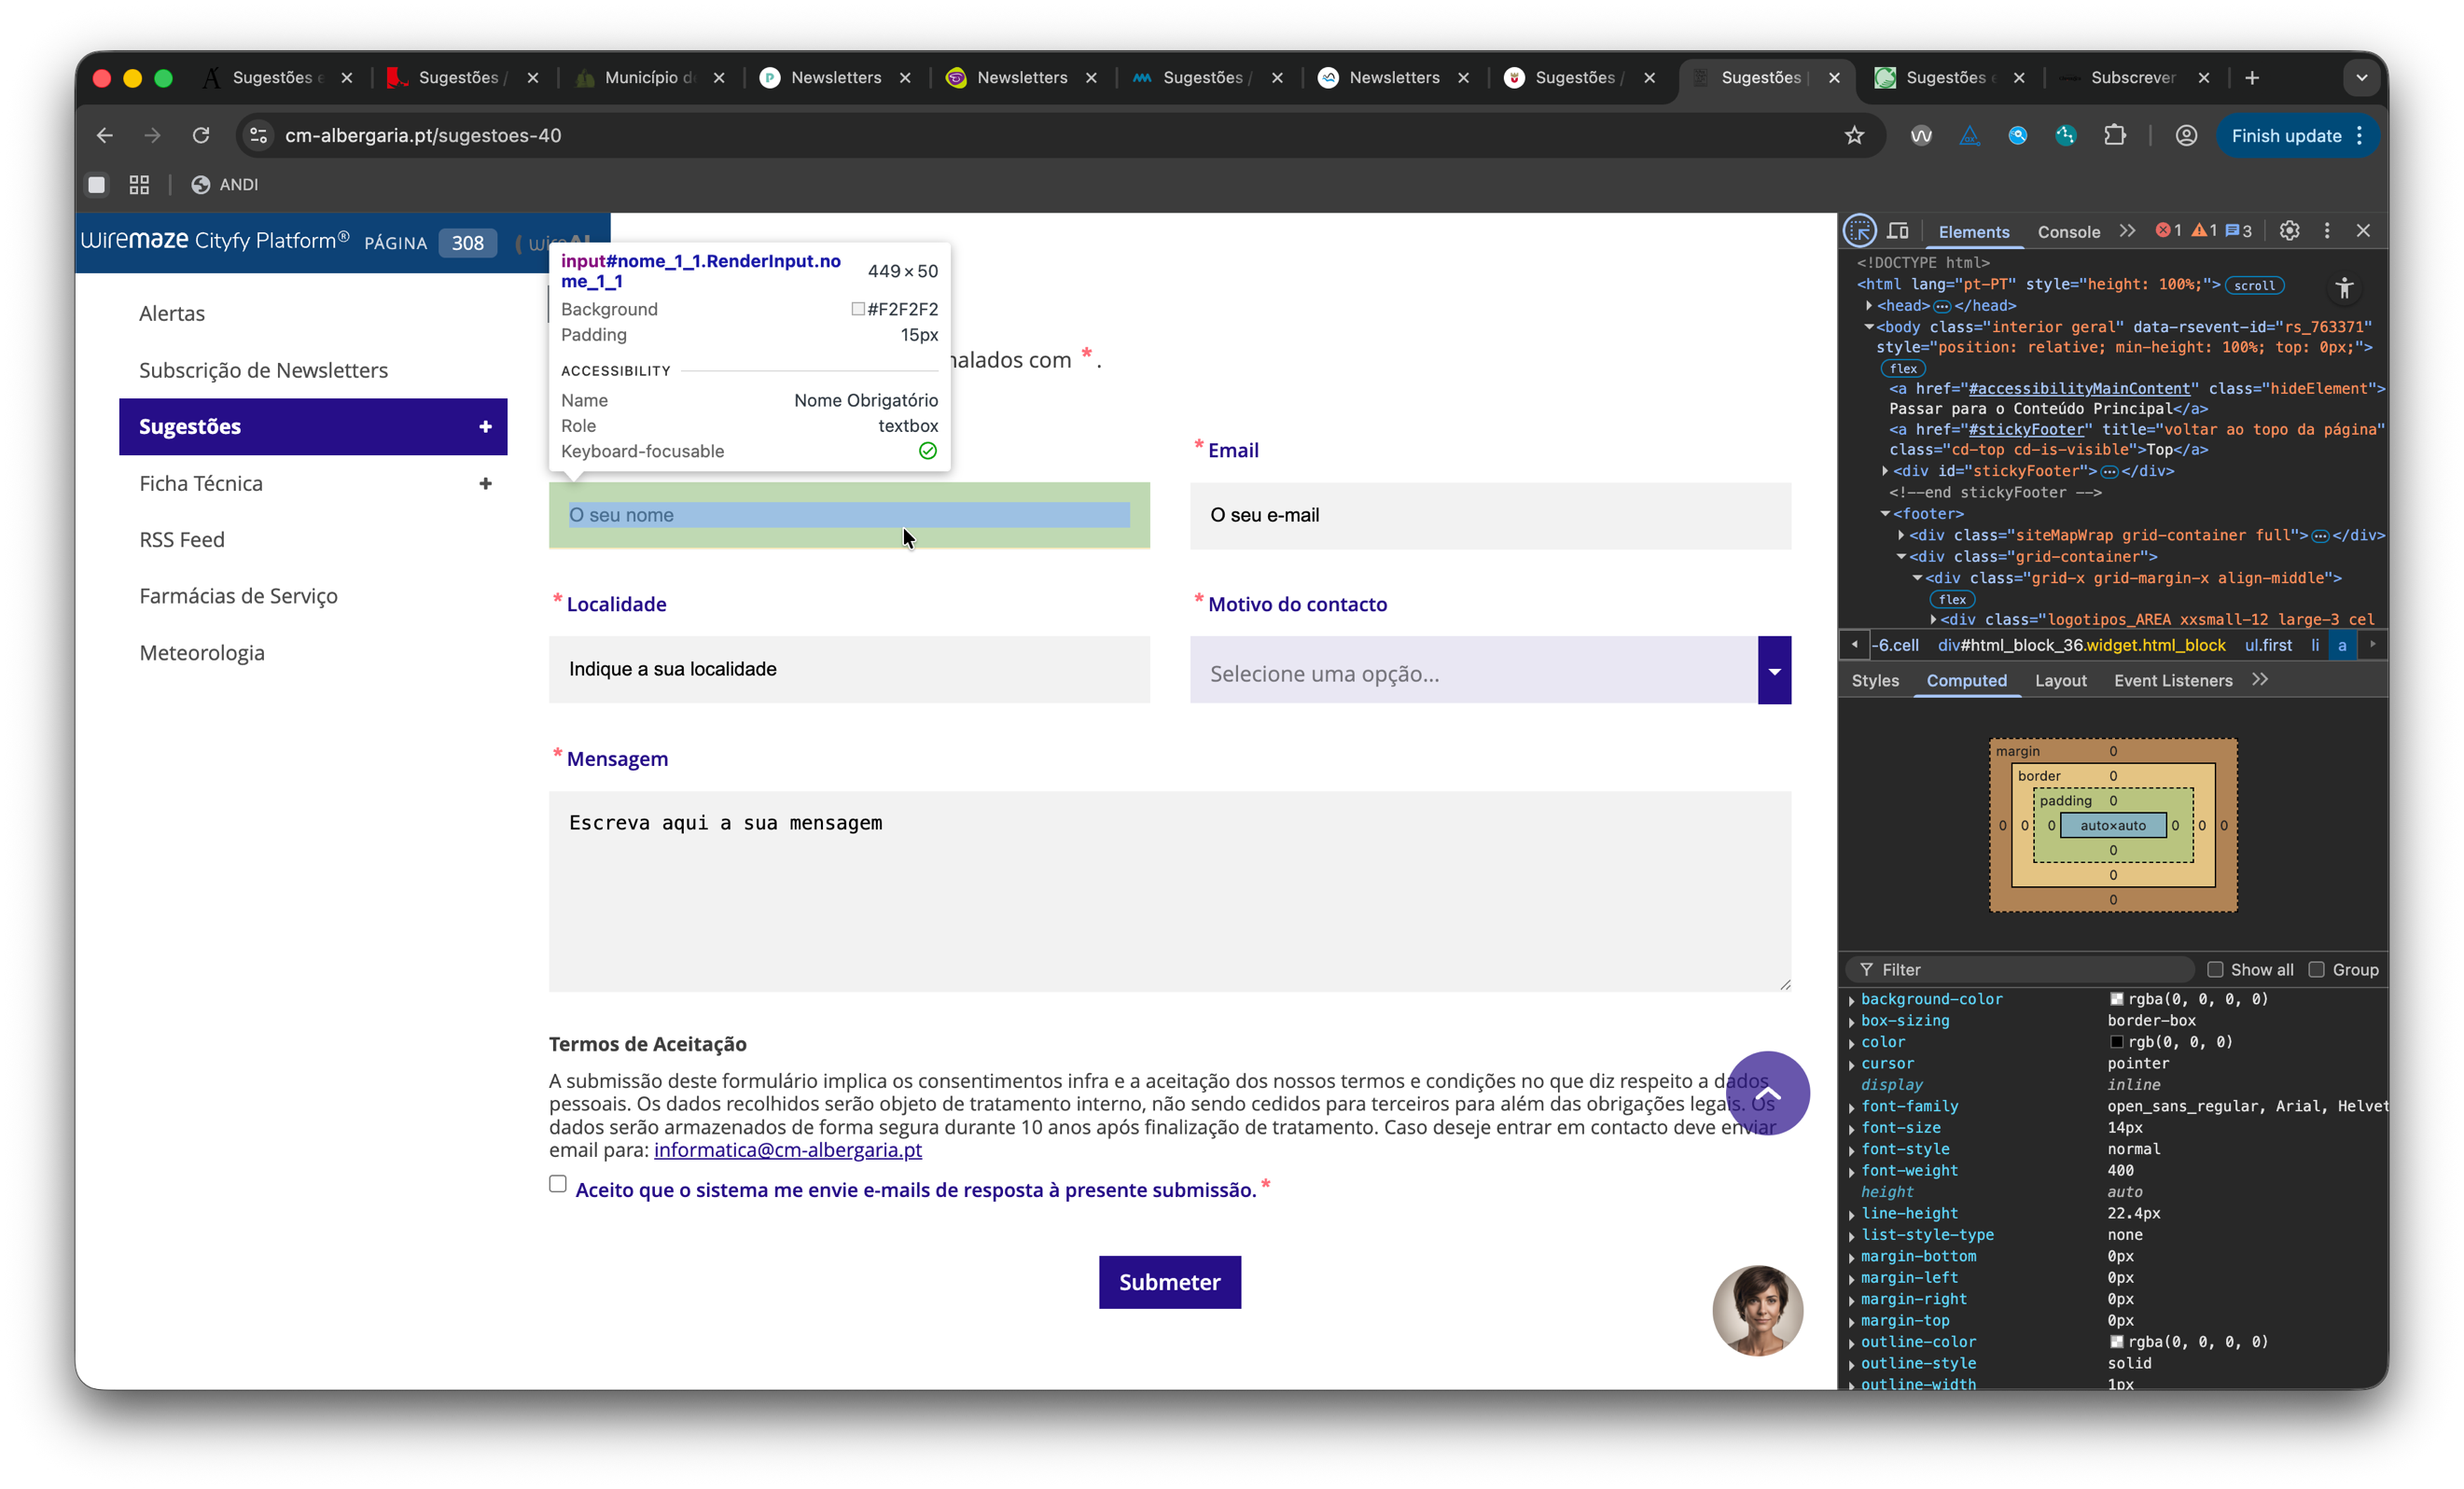 Sugestões e
Sugestões /
Município d
Newsletters
Newsletters
Sugestões /
Newsletters
Sugestões /
Sugestões |
Sugestões e
Subscrever
cm-albergaria.pt/sugestoes-40
Finish update
ANDI
wiremaze Cityfy Platform® PÁGINA 308
Alertas
Subscrição de Newsletters
Sugestões +
Ficha Técnica +
RSS Feed
Farmácias de Serviço
Meteorologia
input#nome_1_1.RenderInput.no
me_1_1
449 × 50
Background #F2F2F2
Padding 15px
ACCESSIBILITY
Name Nome Obrigatório
Role textbox
Keyboard-focusable
nalados com * .
* Email
O seu nome
O seu e-mail
* Localidade
* Motivo do contacto
Indique a sua localidade
Selecione uma opção...
* Mensagem
Escreva aqui a sua mensagem
Termos de Aceitação
A submissão deste formulário implica os consentimentos infra e a aceitação dos nossos termos e condições no que diz respeito a dados
pessoais. Os dados recolhidos serão objeto de tratamento interno, não sendo cedidos para terceiros para além das obrigações legais. Os
dados serão armazenados de forma segura durante 10 anos após finalização de tratamento. Caso deseje entrar em contacto deve enviar
email para: informatica@cm-albergaria.pt
Aceito que o sistema me envie e-mails de resposta à presente submissão. *
Submeter
Elements Console 1 1 3
<!DOCTYPE html>
<html lang="pt-PT" style="height: 100%;"> scroll
<head> … </head>
<body class="interior geral" data-rsevent-id="rs_763371"
style="position: relative; min-height: 100%; top: 0px;">
flex
<a href="#accessibilityMainContent" class="hideElement">
Passar para o Conteúdo Principal</a>
<a href="#stickyFooter" title="voltar ao topo da página"
class="cd-top cd-is-visible">Top</a>
<div id="stickyFooter"> … </div>
<!--end stickyFooter -->
<footer>
<div class="siteMapWrap grid-container full"> … </div>
<div class="grid-container">
<div class="grid-x grid-margin-x align-middle">
flex
<div class="logotipos_AREA xxsmall-12 large-3 cel
-6.cell div#html_block_36.widget.html_block ul.first li a
Styles Computed Layout Event Listeners
margin 0
border 0
padding 0
0 0 0 auto×auto 0 0 0
0
0
0
Filter Show all Group
background-color rgba(0, 0, 0, 0)
box-sizing border-box
color rgb(0, 0, 0)
cursor pointer
display inline
font-family open_sans_regular, Arial, Helvet
font-size 14px
font-style normal
font-weight 400
height auto
line-height 22.4px
list-style-type none
margin-bottom 0px
margin-left 0px
margin-right 0px
margin-top 0px
outline-color rgba(0, 0, 0, 0)
outline-style solid
outline-width 1px